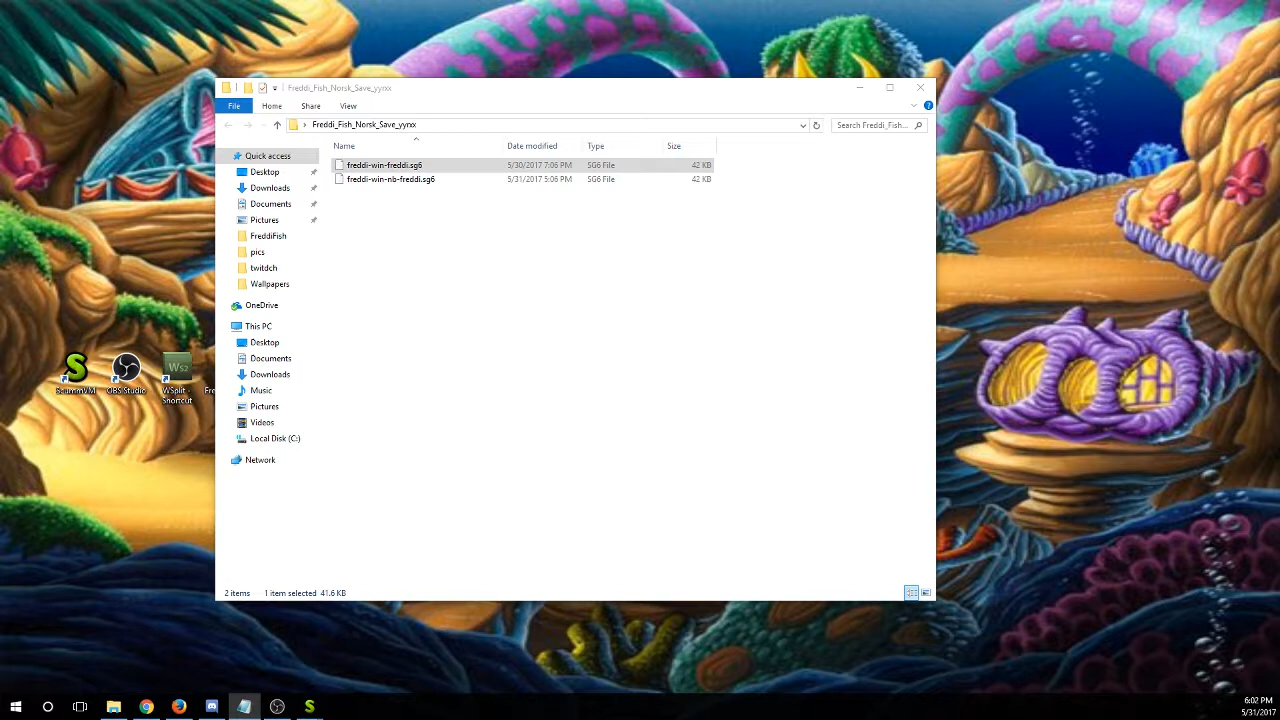 Freddi_Fish_Norsk_Save_yynx
File Home Share View
Freddi_Fish_Norsk_Save_yynx
Search Freddi_Fish...
Name Date modified Type Size
freddi-win-freddi.sg6 5/30/2017 7:06 PM SG6 File 42 KB
freddi-win-nb-freddi.sg6 5/31/2017 5:06 PM SG6 File 42 KB
Quick access
Desktop
Downloads
Documents
Pictures
FreddiFish
pics
twitdch
Wallpapers
OneDrive
This PC
Desktop
Documents
Downloads
Music
Pictures
Videos
Local Disk (C:)
Network
2 items 1 item selected 41.6 KB
ScummVM
OBS Studio
Ws2
WSplit - Shortcut
Fre
6:02 PM
5/31/2017